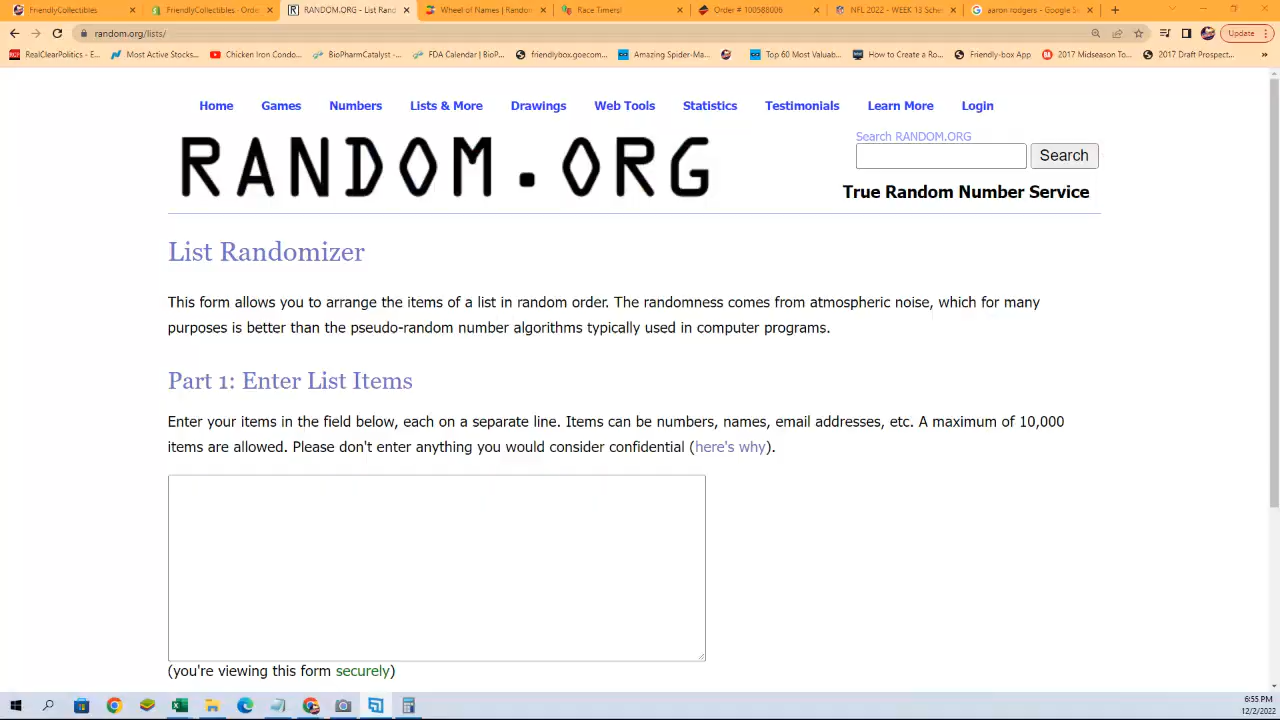 FriendlyCollectibles
FriendlyCollectibles · Order
RANDOM.ORG - List Ran
Wheel of Names | Random
Race Timers!
Order # 100588006
NFL 2022 - WEEK 13 Sch
aaron rodgers - Google S
random.org/lists/
Update
RealClearPolitics - E...
Most Active Stocks...
Chicken Iron Condo...
BioPharmCatalyst -...
FDA Calendar | BioP...
friendlybox.goecom...
Amazing Spider-Ma...
Top 60 Most Valuab...
How to Create a Ro...
Friendly-box App
2017 Midseason To...
2017 Draft Prospect...
Home Games Numbers Lists & More Drawings Web Tools Statistics Testimonials Learn More Login
RANDOM.ORG
Search RANDOM.ORG
Search
True Random Number Service
List Randomizer
This form allows you to arrange the items of a list in random order. The randomness comes from atmospheric noise, which for many
purposes is better than the pseudo-random number algorithms typically used in computer programs.
Part 1: Enter List Items
Enter your items in the field below, each on a separate line. Items can be numbers, names, email addresses, etc. A maximum of 10,000
items are allowed. Please don't enter anything you would consider confidential (here's why).
(you're viewing this form securely)
6:55 PM
12/2/2022